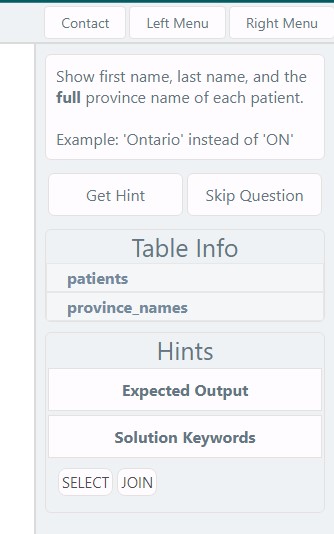 Contact Left Menu Right Menu
Show first name, last name, and the
full province name of each patient.
Example: 'Ontario' instead of 'ON'
Get Hint Skip Question
Table Info
patients
province_names
Hints
Expected Output
Solution Keywords
SELECT JOIN